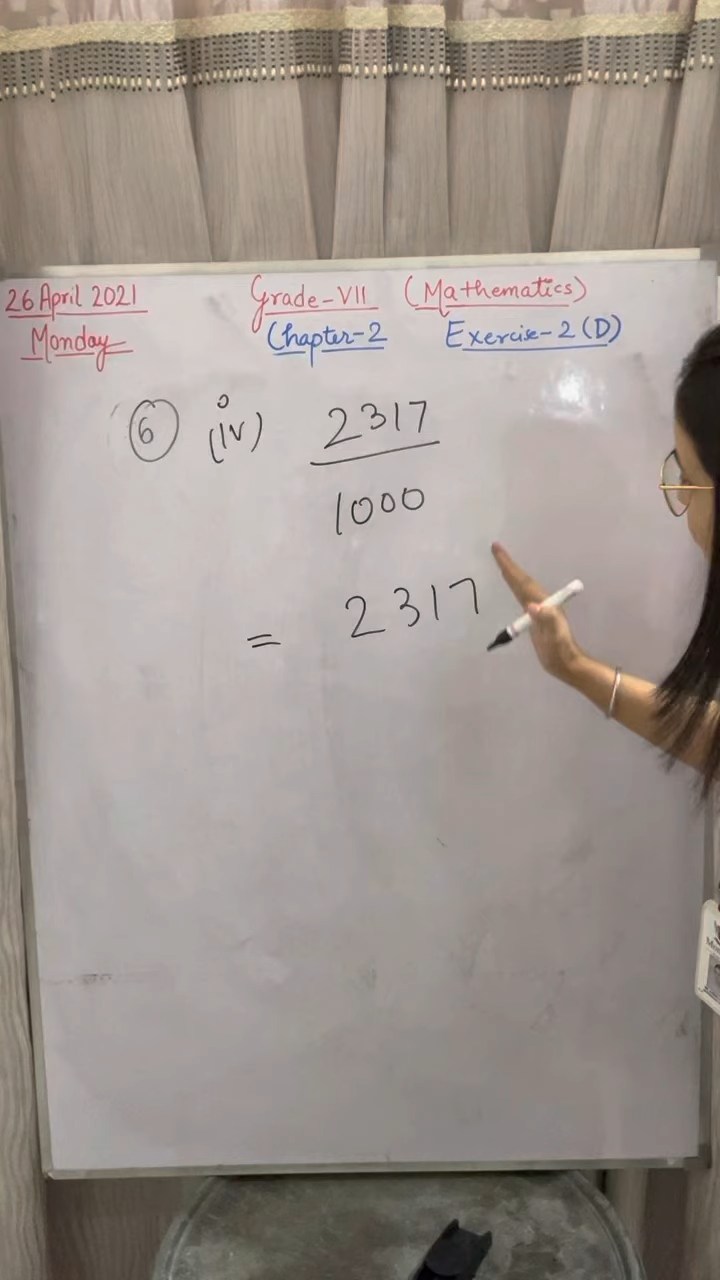 26 April 2021 Grade-VII (Mathematics)
Monday Chapter-2 Exercise-2 (D)
6 (iv) 2317
1000
= 2317